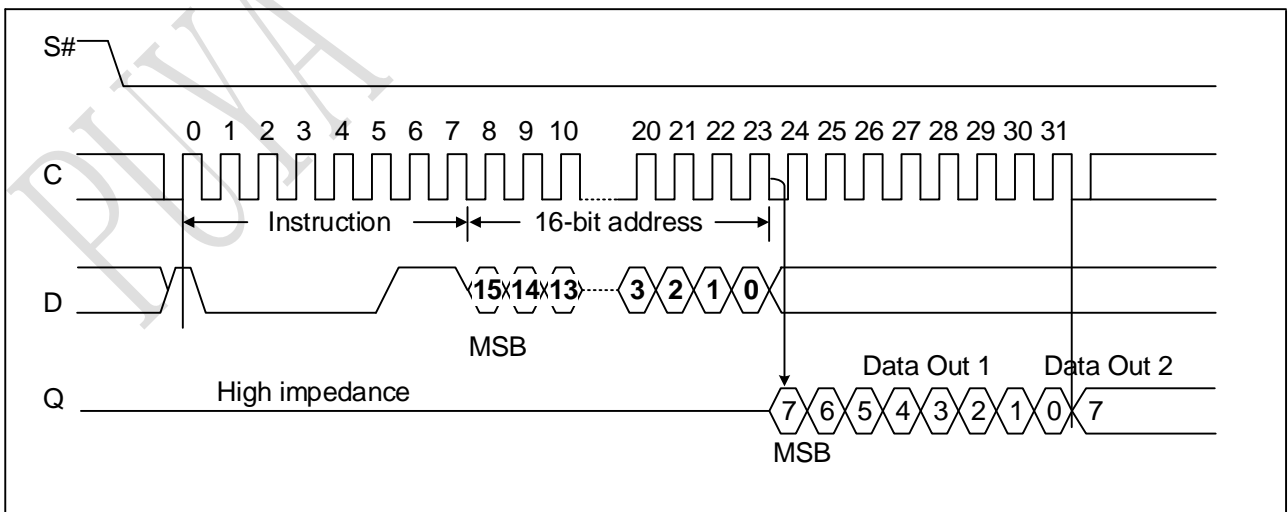 S#
0 1 2 3 4 5 6 7 8 9 10 20 21 22 23 24 25 26 27 28 29 30 31
C
Instruction 16-bit address
D 15 14 13 3 2 1 0
MSB
Data Out 1 Data Out 2
High impedance
Q 7 6 5 4 3 2 1 0 7
MSB
PUYA